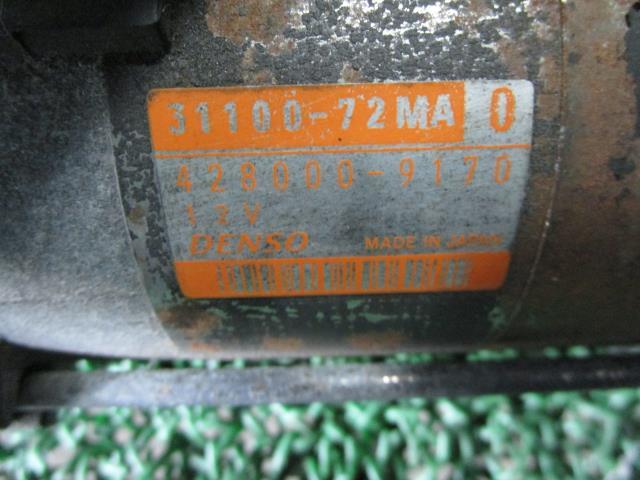 31100-72MA 0
428000-9170
12V
DENSO MADE IN JAPAN